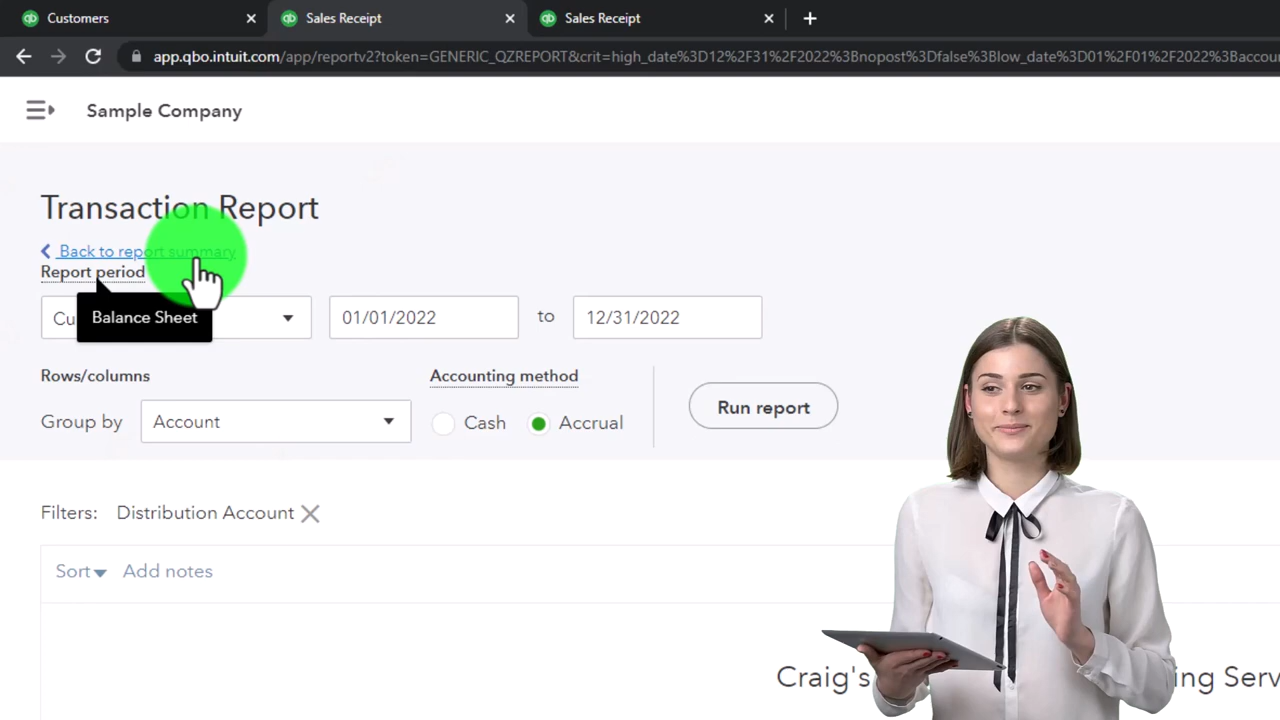 Customers Sales Receipt Sales Receipt
app.qbo.intuit.com/app/reportv2?token=GENERIC_QZREPORT&crit=high_date%3D12%2F31%2F2022%3Bnopost%3Dfalse%3Blow_date%3D01%2F01%2F2022%3Baccou
Sample Company
Transaction Report
Back to report summary
Report period
Cu Balance Sheet 01/01/2022 to 12/31/2022
Rows/columns Accounting method
Group by Account Cash Accrual Run report
Filters: Distribution Account
Sort Add notes
Craig's ing Serv